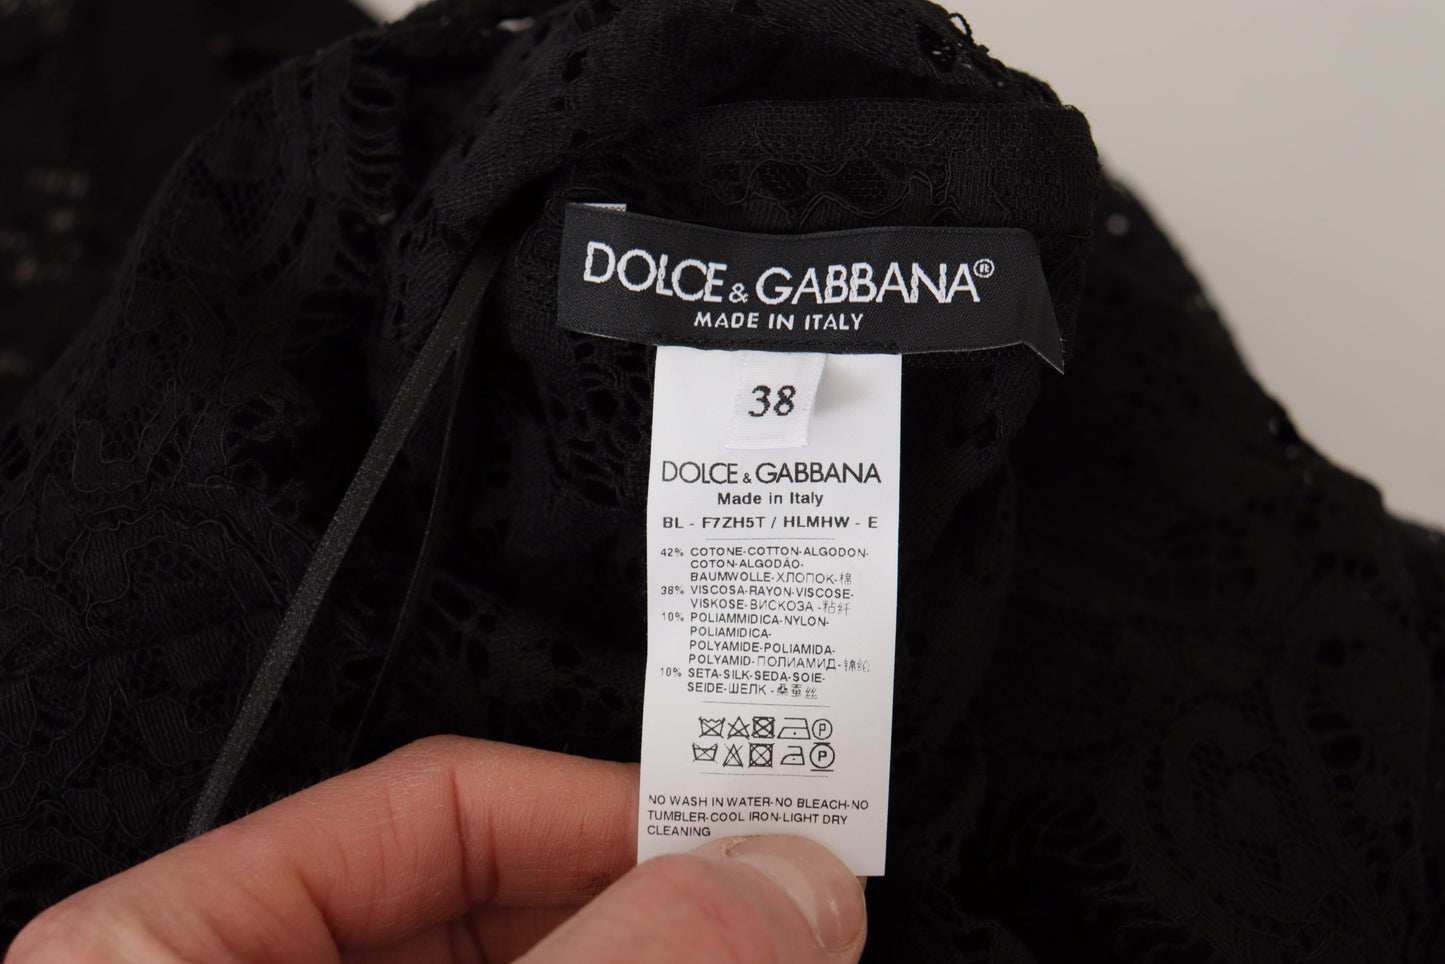 DOLCE & GABBANA®
MADE IN ITALY
38
DOLCE & GABBANA
Made in Italy
BL - F7ZH5T / HLMHW - E
42% COTONE-COTTON-ALGODON-
COTON-ALGODÃO-
BAUMWOLLE-ХЛОПОК-棉
38% VISCOSA-RAYON-VISCOSE-
VISKOSE-ВИСКОЗА-粘纤
10% POLIAMMIDICA-NYLON-
POLIAMIDICA-
POLYAMIDE-POLIAMIDA-
POLYAMID-ПОЛИАМИД-锦纶
10% SETA-SILK-SEDA-SOIE-
SEIDE-ШЕЛК-桑蚕丝
P
P
NO WASH IN WATER-NO BLEACH-NO
TUMBLER-COOL IRON-LIGHT DRY
CLEANING